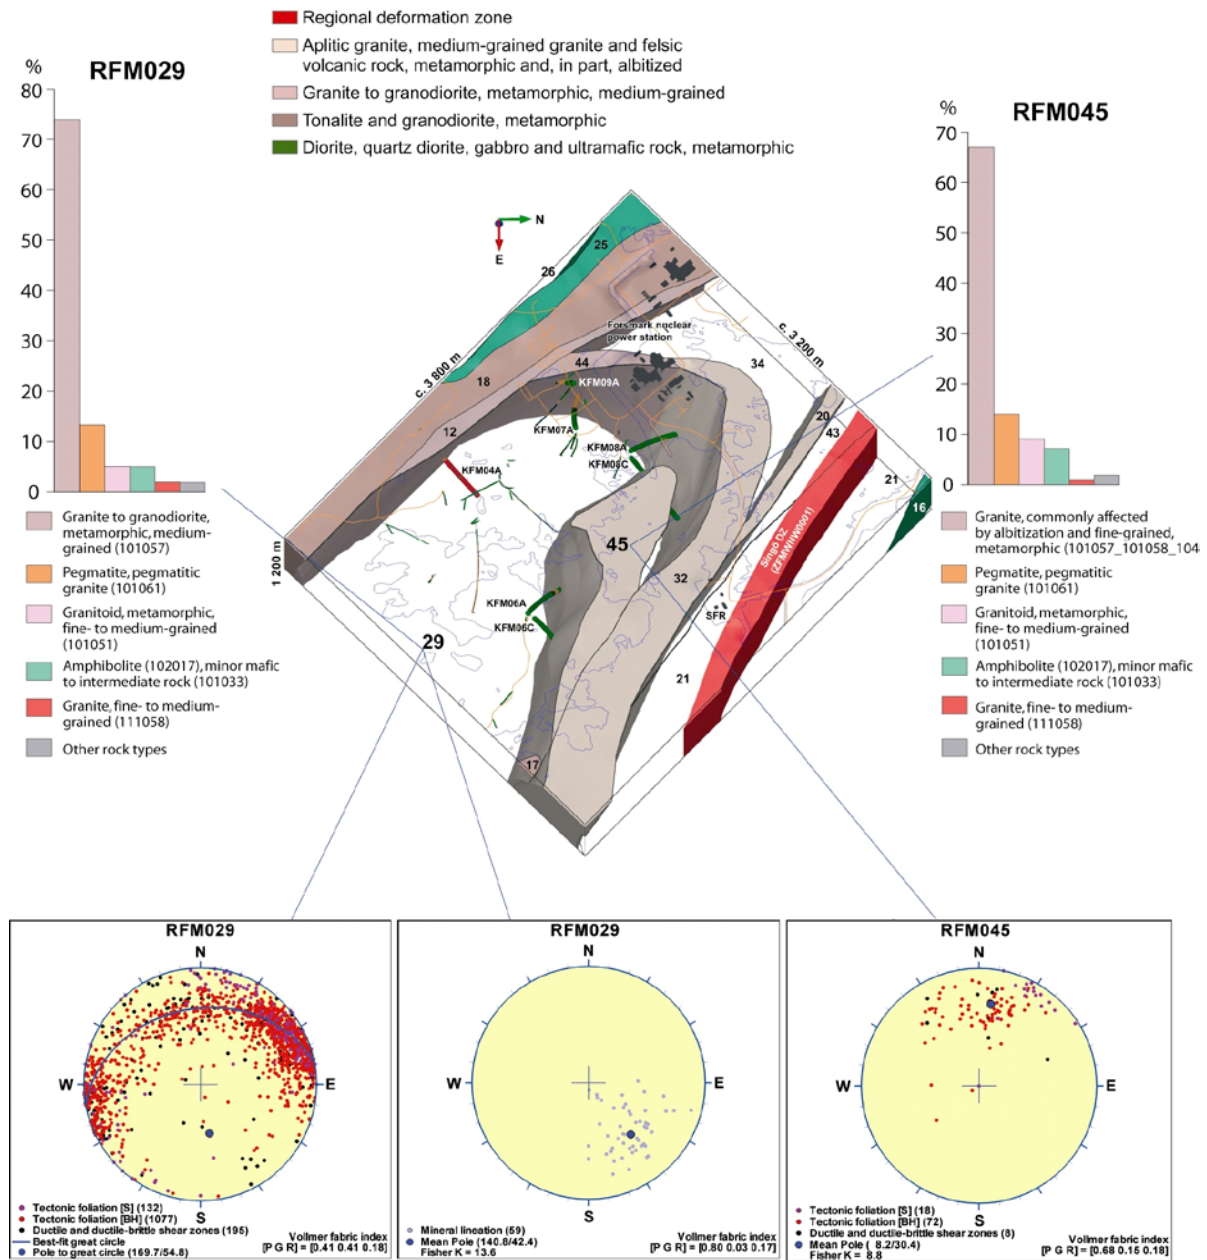 Regional deformation zone
Aplitic granite, medium-grained granite and felsic
volcanic rock, metamorphic and, in part, albitized
Granite to granodiorite, metamorphic, medium-grained
Tonalite and granodiorite, metamorphic
Diorite, quartz diorite, gabbro and ultramafic rock, metamorphic
%
RFM029
80
70
60
50
40
30
20
10
0
Granite to granodiorite,
metamorphic, medium-
grained (101057)
Pegmatite, pegmatitic
granite (101061)
Granitoid, metamorphic,
fine- to medium-grained
(101051)
Amphibolite (102017), minor mafic
to intermediate rock (101033)
Granite, fine- to medium-
grained (111058)
Other rock types
N
E
25
26
Forsmark nuclear
power station
c. 3 200 m
c. 3 800 m
34
44
KFM09A
18
20
43
12
KFM07A
KFM08A
KFM08C
KFM04A
21
16
Singö DZ
(ZFMWNW0001)
45
1 200 m
32
KFM06A
SFR
KFM06C
29
21
17
%
RFM045
70
60
50
40
30
20
10
0
Granite, commonly affected
by albitization and fine-grained,
metamorphic (101057_101058_104
Pegmatite, pegmatitic
granite (101061)
Granitoid, metamorphic,
fine- to medium-grained
(101051)
Amphibolite (102017), minor mafic
to intermediate rock (101033)
Granite, fine- to medium-
grained (111058)
Other rock types
RFM029
N
W
E
S
Tectonic foliation [S] (132)
Tectonic foliation [BH] (1077)
Ductile and ductile-brittle shear zones (195)
Best-fit great circle
Pole to great circle (169.7/54.8)
Vollmer fabric index
[P G R] = [0.41 0.41 0.18]
RFM029
N
W
E
S
Mineral lineation (59)
Mean Pole (140.8/42.4)
Fisher K = 13.6
Vollmer fabric index
[P G R] = [0.80 0.03 0.17]
RFM045
N
W
E
S
Tectonic foliation [S] (18)
Tectonic foliation [BH] (72)
Ductile and ductile-brittle shear zones (8)
Mean Pole ( 8.2/30.4)
Fisher K = 8.8
Vollmer fabric index
[P G R] = [0.68 0.15 0.18]